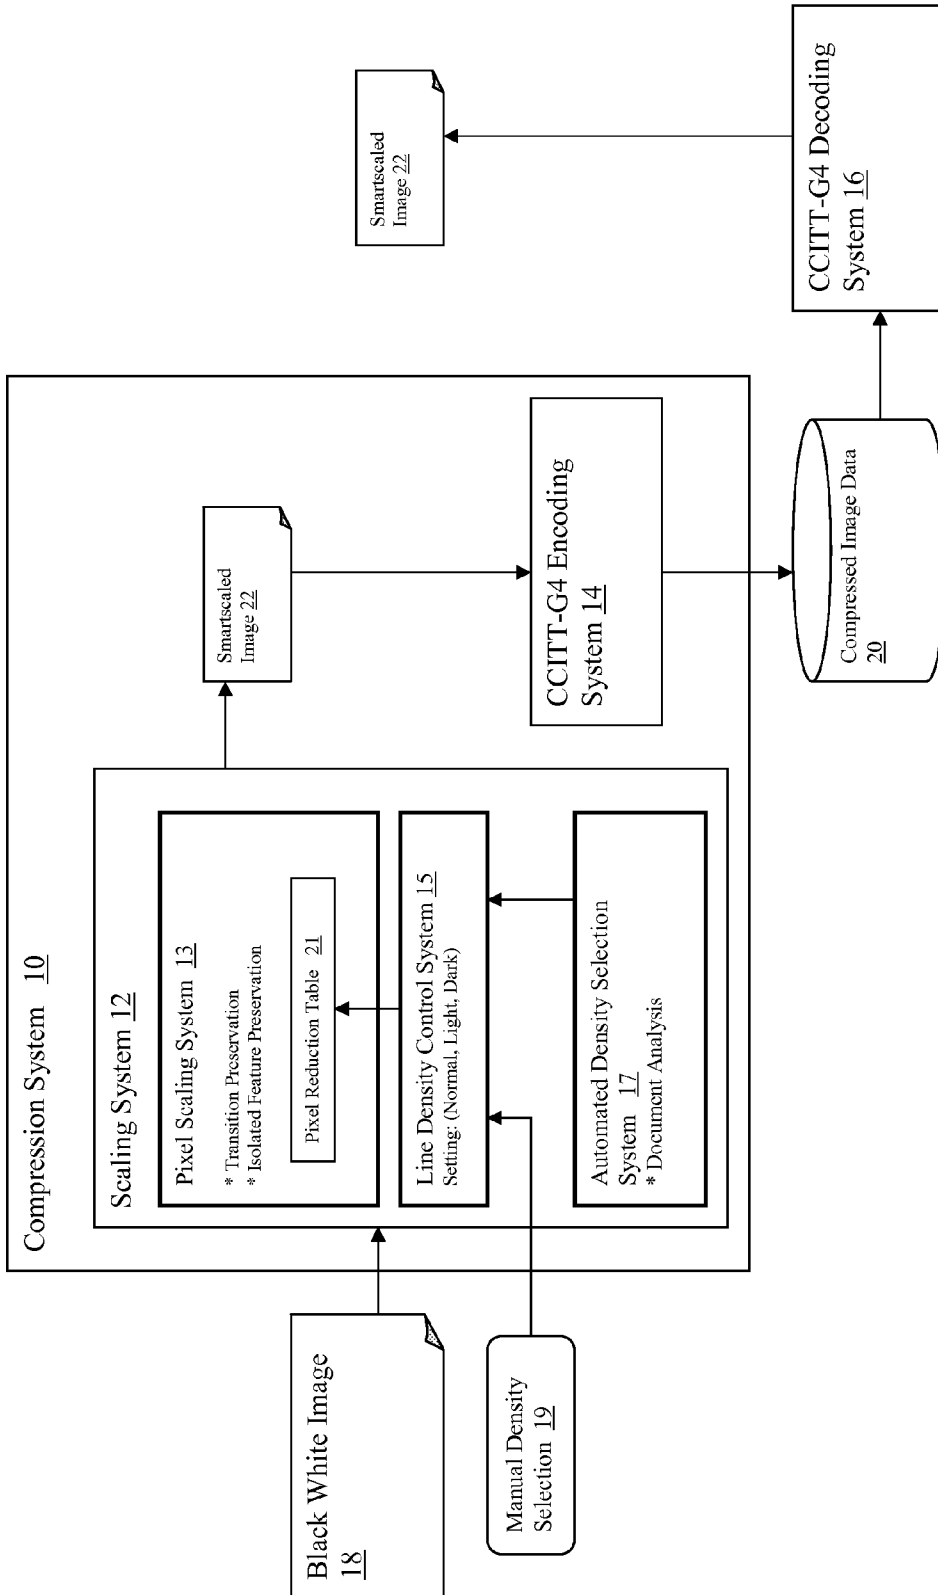 Compression System 10
Scaling System 12
Pixel Scaling System 13
* Transition Preservation
* Isolated Feature Preservation
Pixel Reduction Table 21
Line Density Control System 15
Setting: (Normal, Light, Dark)
Automated Density Selection
System 17
* Document Analysis
Black White Image
18
Manual Density
Selection 19
Smartscaled
Image 22
CCITT-G4 Encoding
System 14
Compressed Image Data
20
CCITT-G4 Decoding
System 16
Smartscaled
Image 22